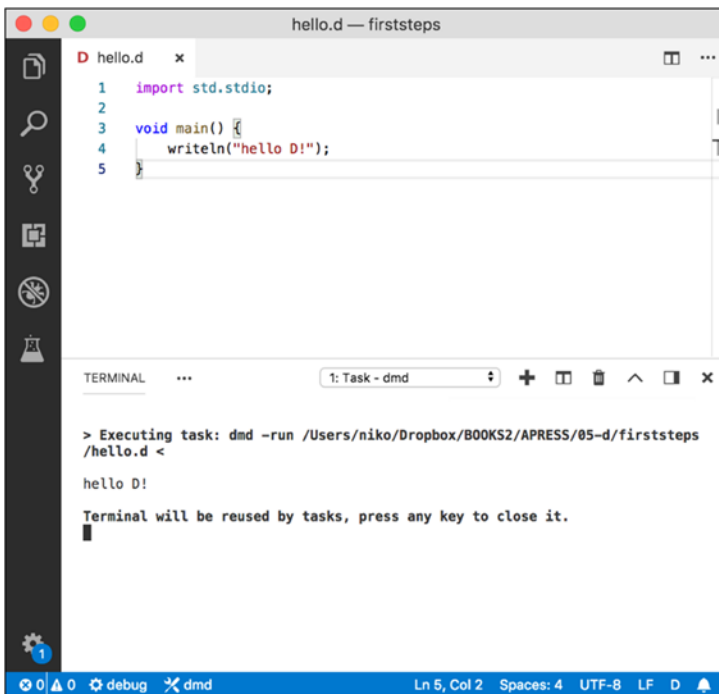 hello.d — firststeps
D hello.d ×
1 import std.stdio;
2
3 void main() {
4     writeln("hello D!");
5 }
TERMINAL ••• 1: Task - dmd
> Executing task: dmd -run /Users/niko/Dropbox/BOOKS2/APRESS/05-d/firststeps
/hello.d <
hello D!
Terminal will be reused by tasks, press any key to close it.
1
0 0 debug dmd Ln 5, Col 2 Spaces: 4 UTF-8 LF D